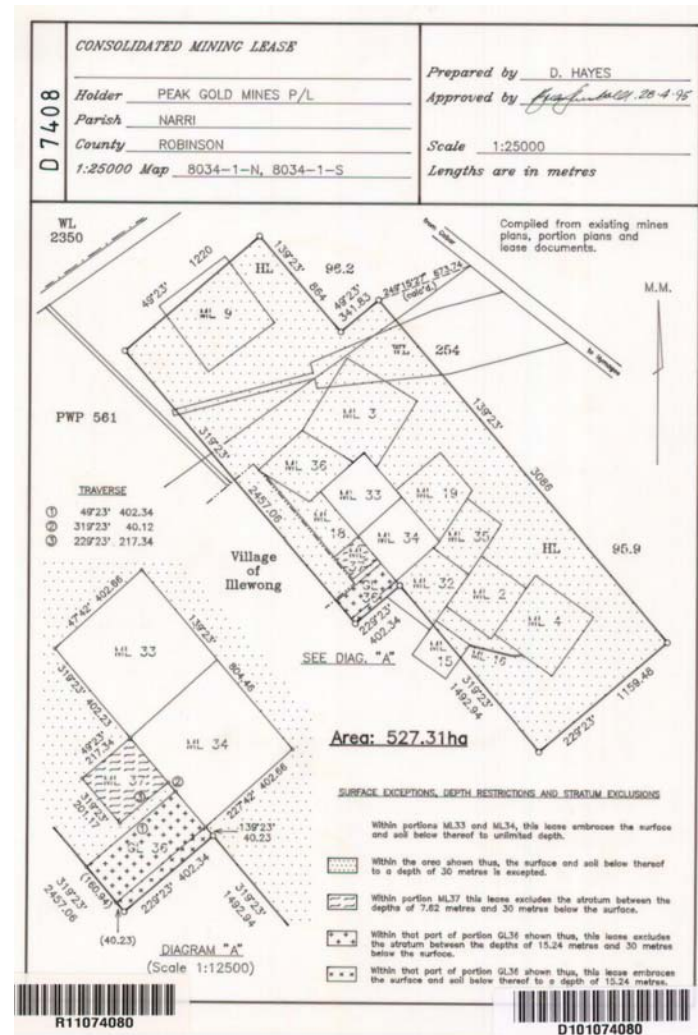 D 7408
CONSOLIDATED MINING LEASE
Holder PEAK GOLD MINES P/L
Parish NARRI
County ROBINSON
1:25000 Map 8034-1-N, 8034-1-S
Prepared by D. HAYES
Approved by 28-4-95
Scale 1:25000
Lengths are in metres
WL
2350
Compiled from existing mines
plans, portion plans and
lease documents.
from Cobar
to Nymagee
M.M.
49°23' 1220
139°23' 884
HL 96.2
49°23'
341.83
249°15'27" 673.74
(calc'd.)
ML 9
WL 254
PWP 561
319°23'
2457.06
139°23'
3086
ML 3
ML 36
ML 33
ML 19
ML 18
ML 34
ML 35
HL 95.9
ML 32
ML 2
ML 4
ML 15
ML 16
TRAVERSE
① 49°23' 402.34
② 319°23' 40.12
③ 229°23' 217.34
Village
of
Illewong
229°23'
402.34
SEE DIAG. "A"
319°23'
1492.94
229°23' 1159.48
Area: 527.31ha
47°42' 402.66
139°23'
804.46
ML 33
319°23' 402.23
ML 34
49°23'
217.34
ML 37
②
③
①
319°23'
201.17
GL 36
227°42' 402.66
139°23'
40.23
319°23'
2457.06
(160.94)
229°23' 402.34
319°23'
1492.94
(40.23)
DIAGRAM "A"
(Scale 1:12500)
SURFACE EXCEPTIONS, DEPTH RESTRICTIONS AND STRATUM EXCLUSIONS
Within portions ML33 and ML34, this lease embraces the surface
and soil below thereof to unlimited depth.
Within the area shown thus, the surface and soil below thereof
to a depth of 30 metres is excepted.
Within portion ML37 this lease excludes the stratum between the
depths of 7.62 metres and 30 metres below the surface.
Within that part of portion GL36 shown thus, this lease excludes
the stratum between the depths of 15.24 metres and 30 metres
below the surface.
Within that part of portion GL36 shown thus, this lease embraces
the surface and soil below thereof to a depth of 15.24 metres.
R11074080
D101074080